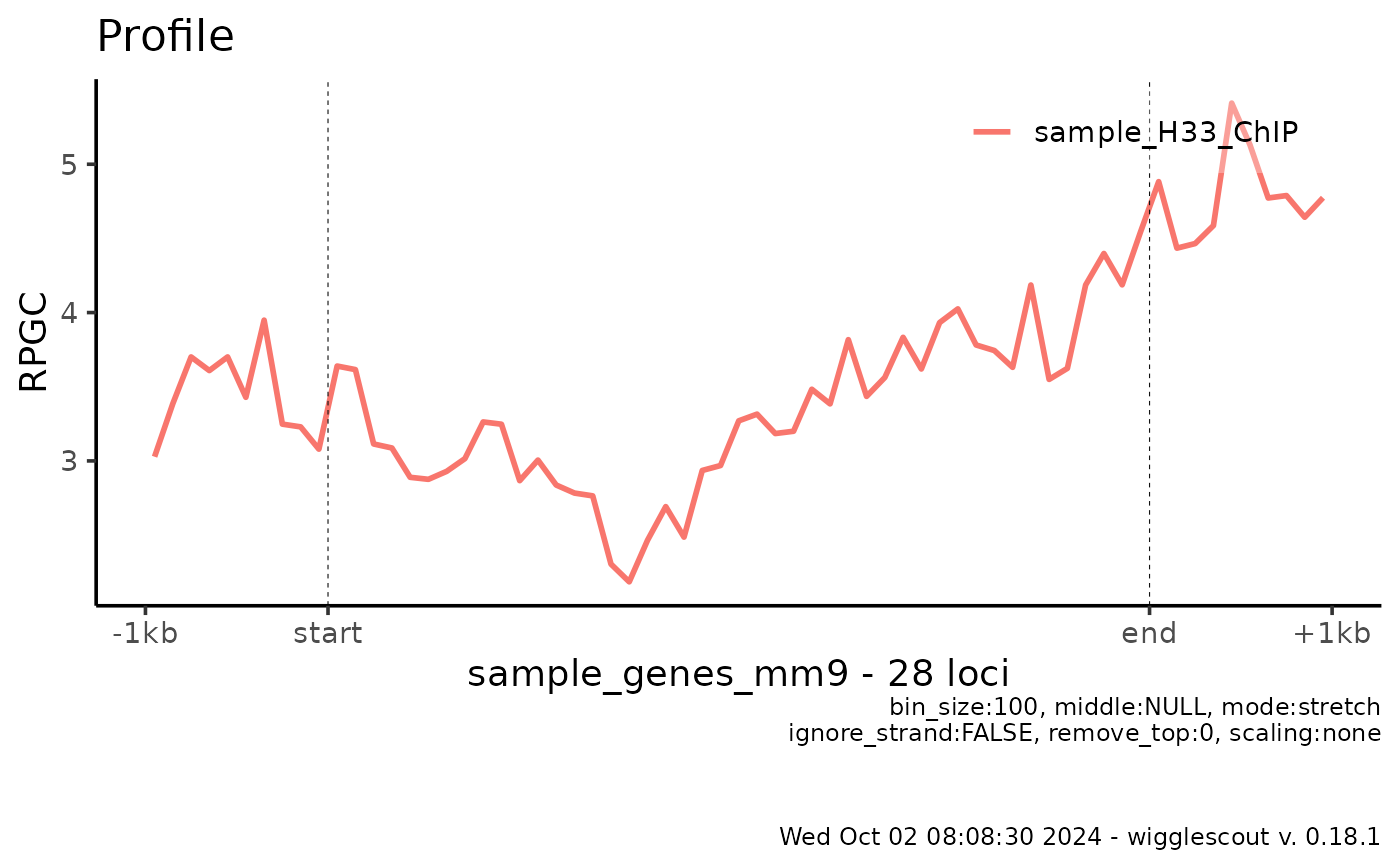 Profile
sample_H33_ChIP
5
4
3
RPGC
-1kb start end +1kb
sample_genes_mm9 - 28 loci
bin_size:100, middle:NULL, mode:stretch
ignore_strand:FALSE, remove_top:0, scaling:none
Wed Oct 02 08:08:30 2024 - wigglescout v. 0.18.1